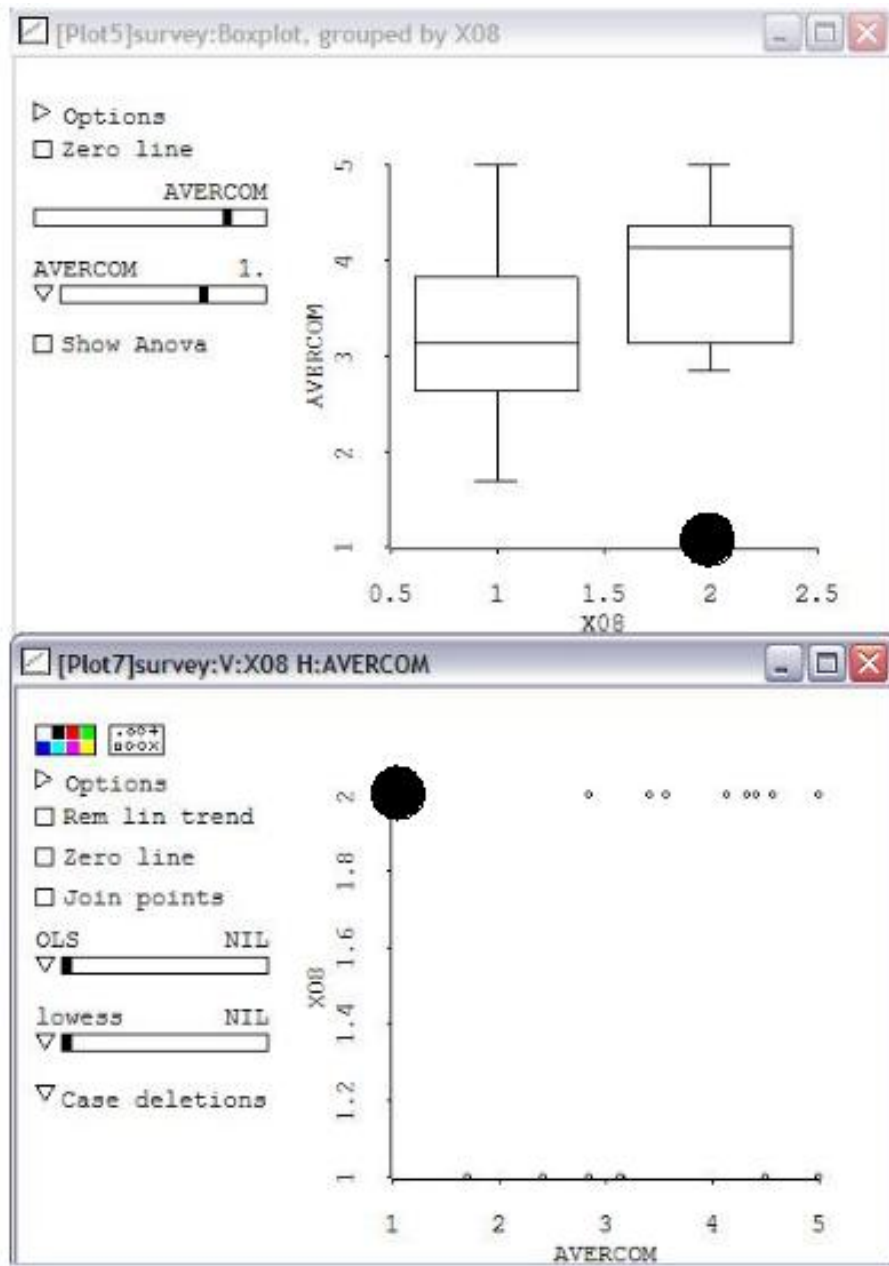 [Plot5]survey:Boxplot, grouped by X08
Options
Zero line
AVERCOM
AVERCOM 1.
Show Anova
AVERCOM
5
4
3
2
1
0.5 1 1.5 2 2.5
X08
[Plot7]survey:V:X08 H:AVERCOM
Options
Rem lin trend
Zero line
Join points
OLS NIL
lowess NIL
Case deletions
X08
2
1.8
1.6
1.4
1.2
1
1 2 3 4 5
AVERCOM